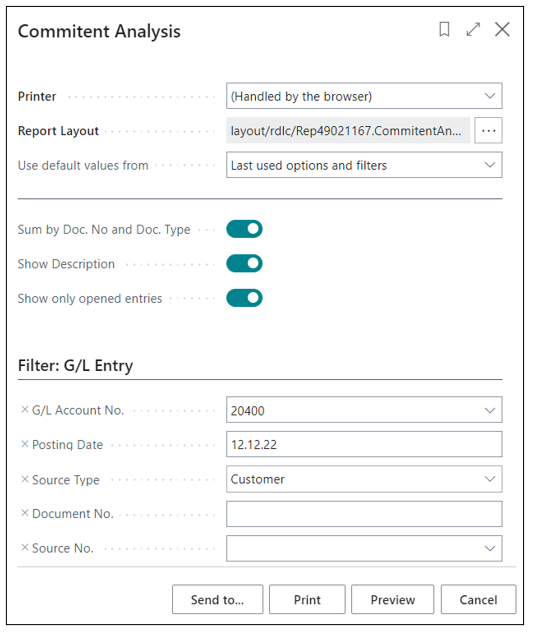 Commitent Analysis
Printer
(Handled by the browser)
Report Layout
layout/rdlc/Rep49021167.CommitentAn...
Use default values from
Last used options and filters
Sum by Doc. No and Doc. Type
Show Description
Show only opened entries
Filter: G/L Entry
G/L Account No.
20400
Posting Date
12.12.22
Source Type
Customer
Document No.
Source No.
Send to...
Print
Preview
Cancel